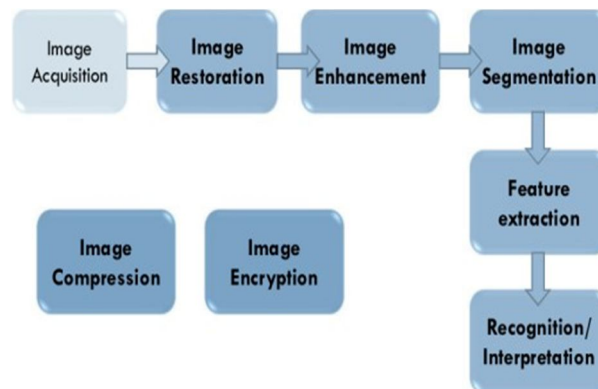 Image
Acquisition
Image
Restoration
Image
Enhancement
Image
Segmentation
Feature
extraction
Image
Compression
Image
Encryption
Recognition/
Interpretation